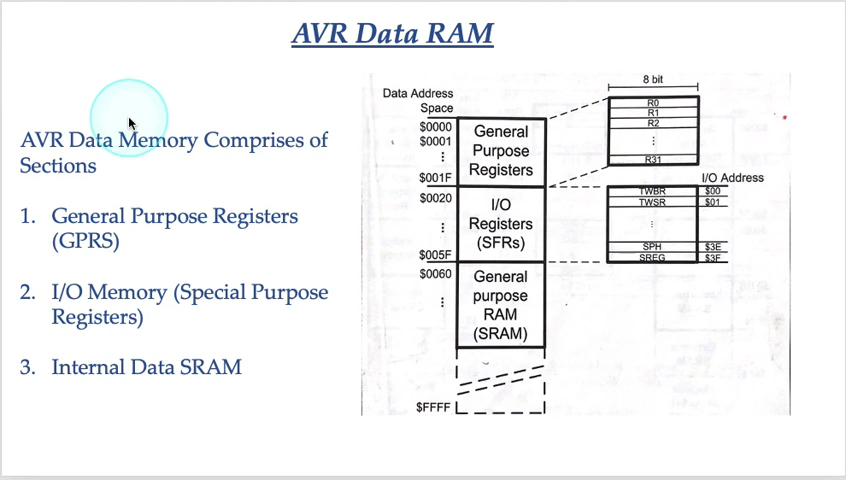 AVR Data RAM
AVR Data Memory Comprises of
Sections
1. General Purpose Registers
(GPRS)
2. I/O Memory (Special Purpose
Registers)
3. Internal Data SRAM
Data Address
Space
$0000
$0001
$001F
$0020
$005F
$0060
$FFFF
General
Purpose
Registers
I/O
Registers
(SFRs)
General
purpose
RAM
(SRAM)
8 bit
R0
R1
R2
R31
I/O Address
TWBR $00
TWSR $01
SPH $3E
SREG $3F